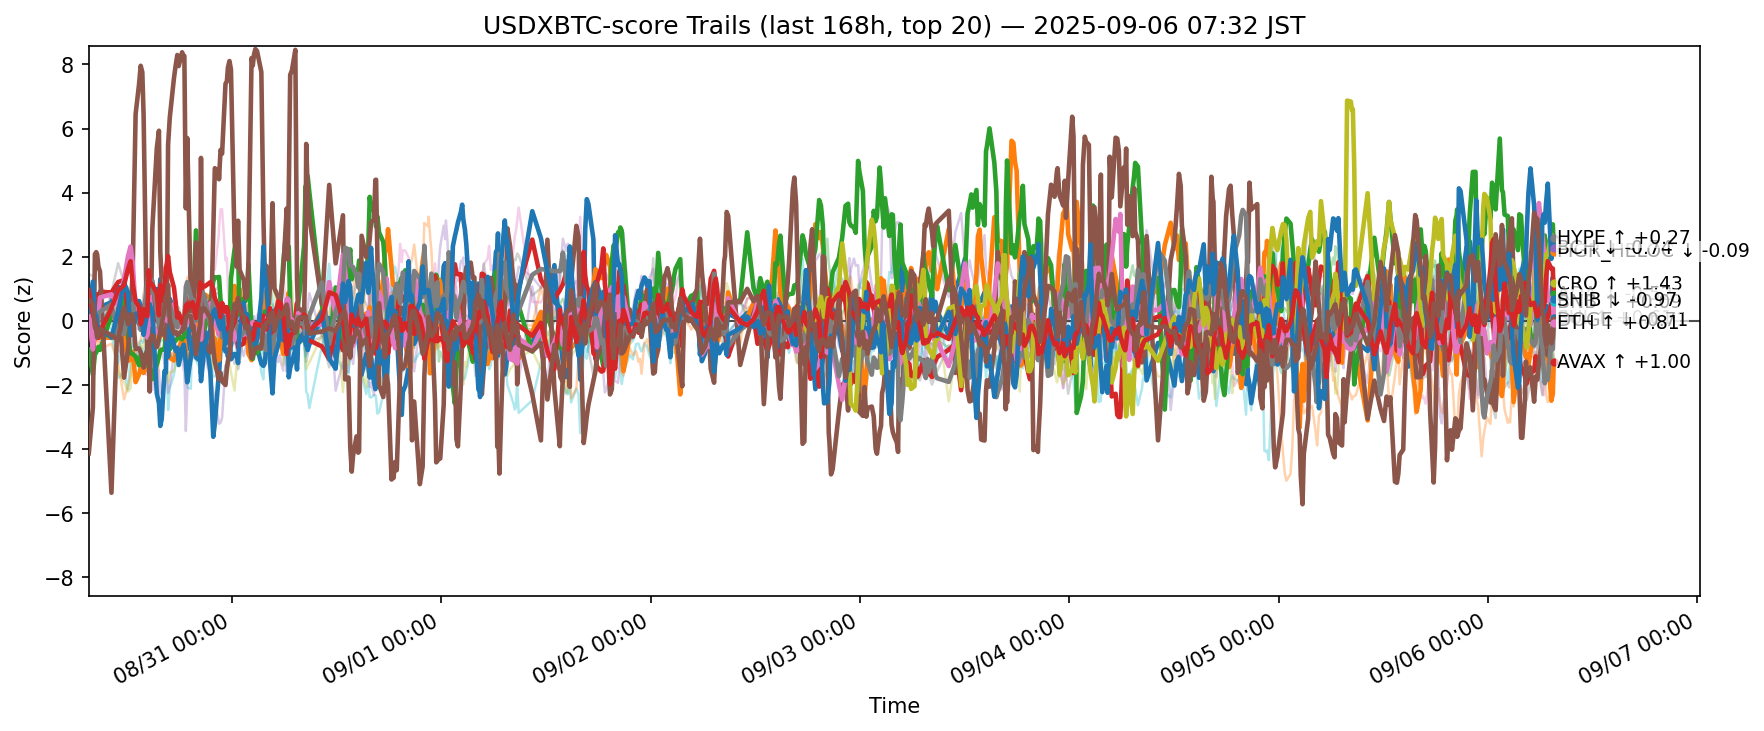 USDXBTC-score Trails (last 168h, top 20) — 2025-09-06 07:32 JST
Score (z)
8
6
4
2
0
−2
−4
−6
−8
HYPE ↑ +0.27
↓ -0.09
CRO ↑ +1.43
SHIB ↓ -0.97
ETH ↑ +0.81
AVAX ↑ +1.00
08/31 00:00
09/01 00:00
09/02 00:00
09/03 00:00
09/04 00:00
09/05 00:00
09/06 00:00
09/07 00:00
Time